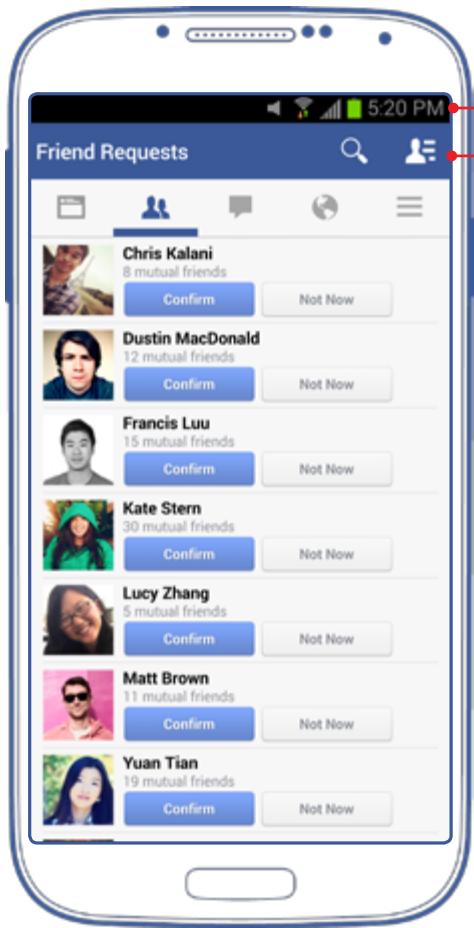 5:20 PM
Friend Requests
Chris Kalani
8 mutual friends
Confirm Not Now
Dustin MacDonald
12 mutual friends
Confirm Not Now
Francis Luu
15 mutual friends
Confirm Not Now
Kate Stern
30 mutual friends
Confirm Not Now
Lucy Zhang
5 mutual friends
Confirm Not Now
Matt Brown
11 mutual friends
Confirm Not Now
Yuan Tian
19 mutual friends
Confirm Not Now